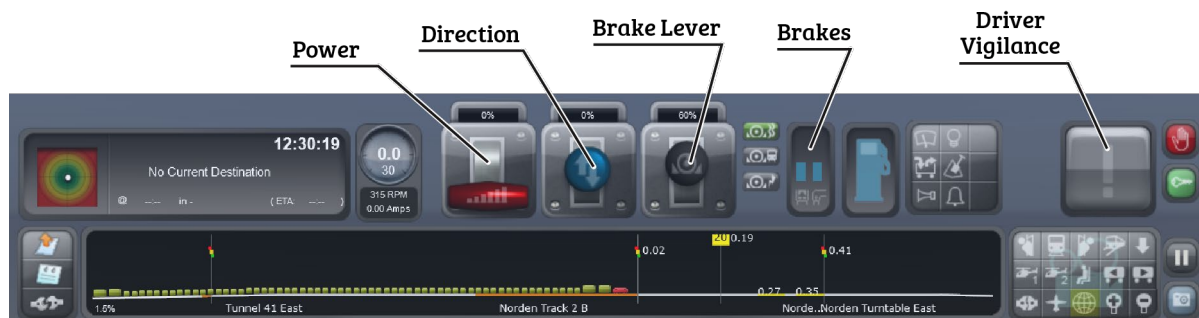 Driver
Vigilance
Brake Lever
Brakes
Direction
Power
0%
0%
60%
12:30:19
No Current Destination
@ --:-- in - (ETA: --:-- )
0.0
30
315 RPM
0.00 Amps
20 0.19
0.02
0.41
0.27
0.35
1.6%
Tunnel 41 East
Norden Track 2 B
Norde..Norden Turntable East
1
2